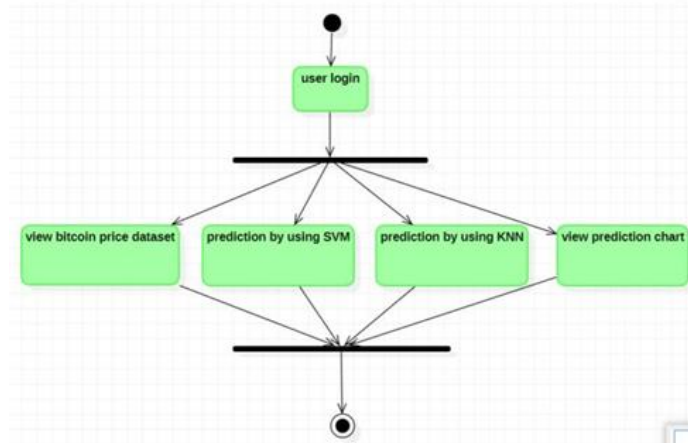 user login
view bitcoin price dataset
prediction by using SVM
prediction by using KNN
view prediction chart